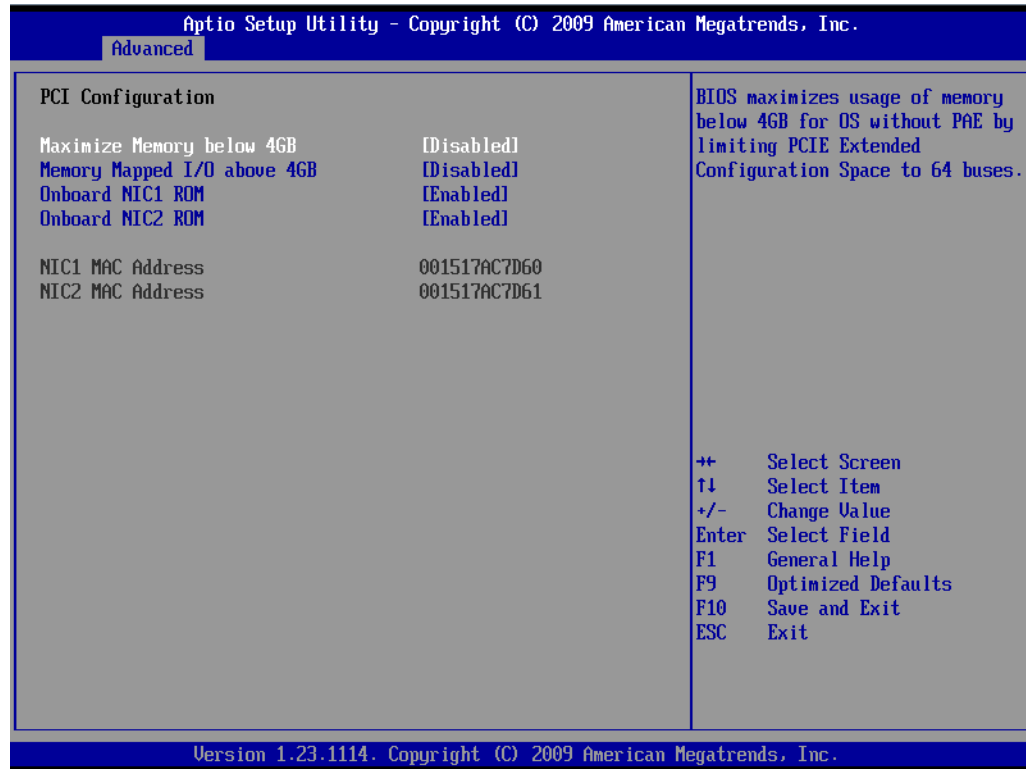 Aptio Setup Utility - Copyright (C) 2009 American Megatrends, Inc.
Advanced
PCI Configuration
Maximize Memory below 4GB [Disabled]
Memory Mapped I/O above 4GB [Disabled]
Onboard NIC1 ROM [Enabled]
Onboard NIC2 ROM [Enabled]
NIC1 MAC Address 001517AC7D60
NIC2 MAC Address 001517AC7D61
BIOS maximizes usage of memory
below 4GB for OS without PAE by
limiting PCIE Extended
Configuration Space to 64 buses.
→← Select Screen
↑↓ Select Item
+/- Change Value
Enter Select Field
F1 General Help
F9 Optimized Defaults
F10 Save and Exit
ESC Exit
Version 1.23.1114. Copyright (C) 2009 American Megatrends, Inc.